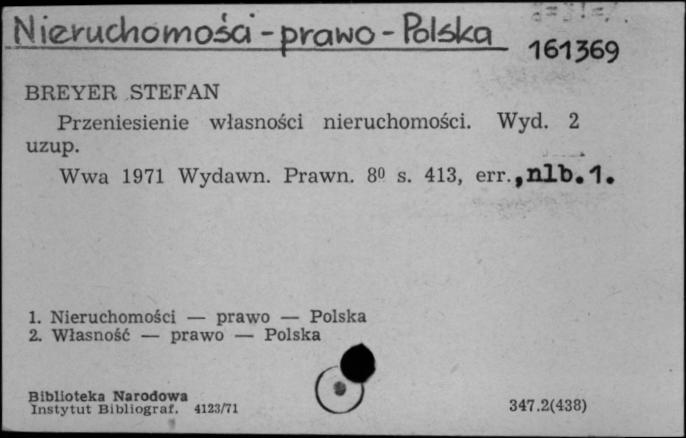 Nieruchomości - prawo - Polska
161369
BREYER STEFAN
Przeniesienie własności nieruchomości. Wyd. 2
uzup.
Wwa 1971 Wydawn. Prawn. 8⁰ s. 413, err., nlb. 1.
1. Nieruchomości — prawo — Polska
2. Własność — prawo — Polska
Biblioteka Narodowa
Instytut Bibliograf. 4123/71
347.2(438)